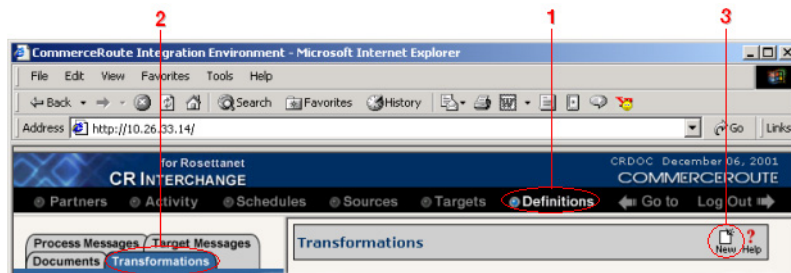 2 1 3
CommerceRoute Integration Environment - Microsoft Internet Explorer
File Edit View Favorites Tools Help
Back Search Favorites History
Address http://10.26.33.14/ Go Links
for Rosettanet CRDOC December 06, 2001
CR INTERCHANGE COMMERCEROUTE
Partners Activity Schedules Sources Targets Definitions Go to Log Out
Process Messages Target Messages
Documents Transformations
Transformations
New Help